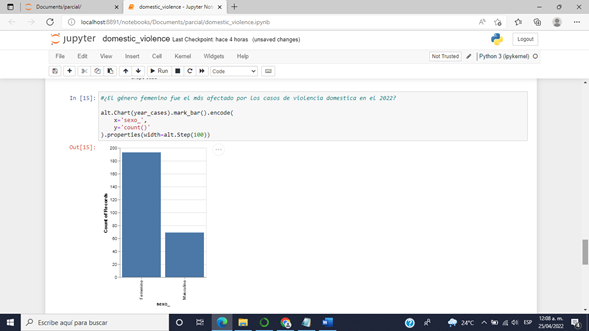 Documents/parcial/
domestic_violence - Jupyter Not
localhost:8891/notebooks/Documents/parcial/domestic_violence.ipynb
jupyter domestic_violence Last Checkpoint: hace 4 horas (unsaved changes)
Logout
File Edit View Insert Cell Kernel Widgets Help
Not Trusted
Python 3 (ipykernel)
Run
Code
In [15]: #¿El género femenino fue el más afectado por los casos de violencia domestica en el 2022?
alt.Chart(year_cases).mark_bar().encode(
x='sexo_',
y='count()'
).properties(width=alt.Step(100))
Out[15]:
200
180
160
140
120
100
80
60
40
20
0
Count of Records
Femenino
Masculino
sexo_
Escribe aquí para buscar
24°C
ESP
12:08 a. m.
25/04/2022